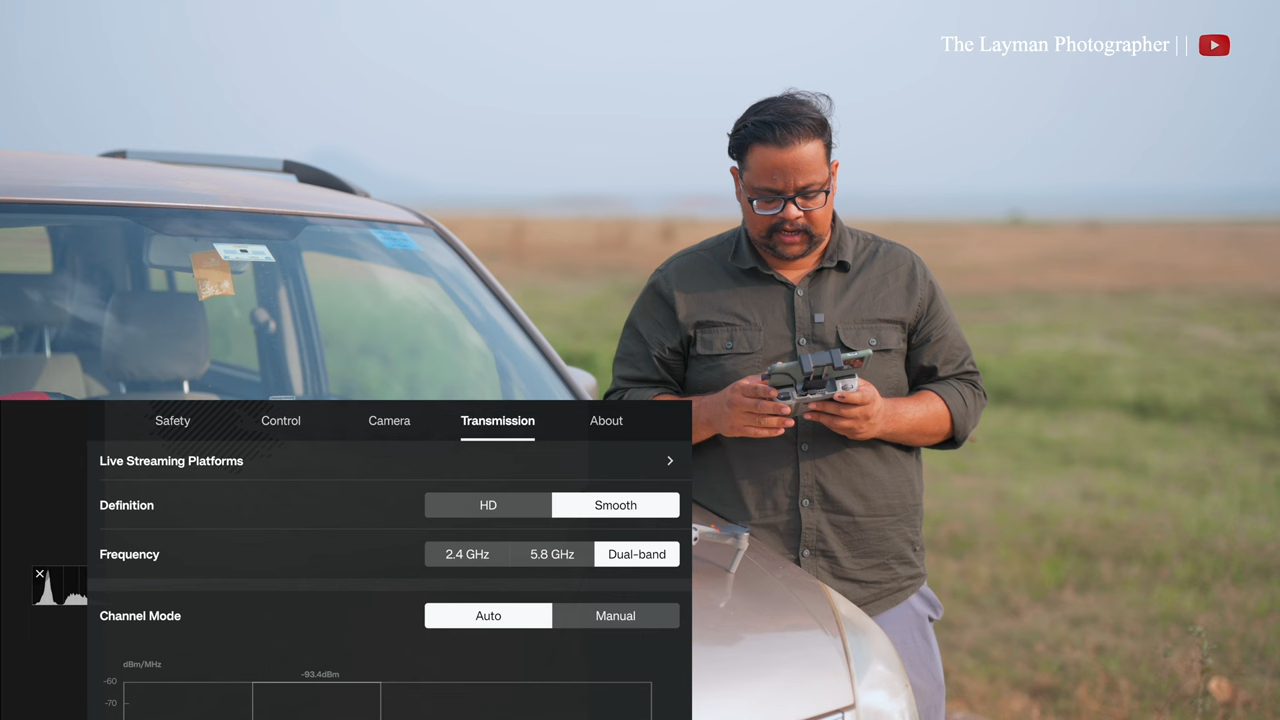 The Layman Photographer ||
Safety Control Camera Transmission About
Live Streaming Platforms
Definition HD Smooth
Frequency 2.4 GHz 5.8 GHz Dual-band
Channel Mode Auto Manual
dBm/MHz
-93.4dBm
-60
-70